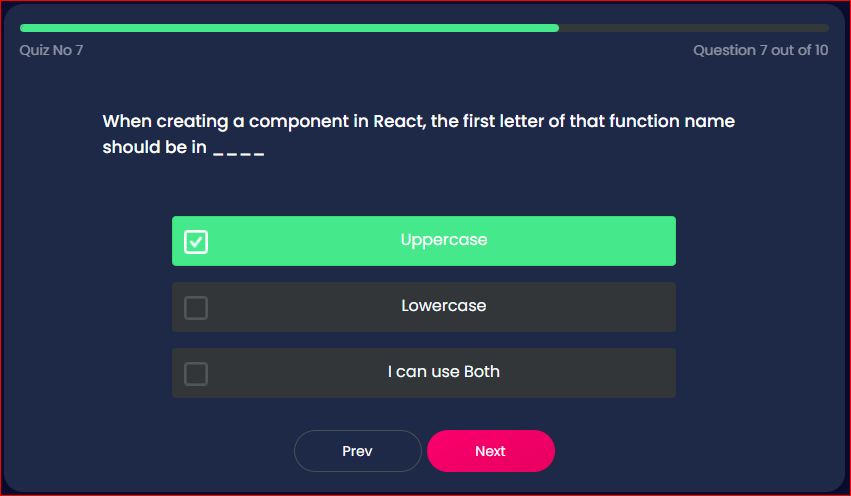 Quiz No 7
Question 7 out of 10
When creating a component in React, the first letter of that function name
should be in _ _ _ _
Uppercase
Lowercase
I can use Both
Prev
Next